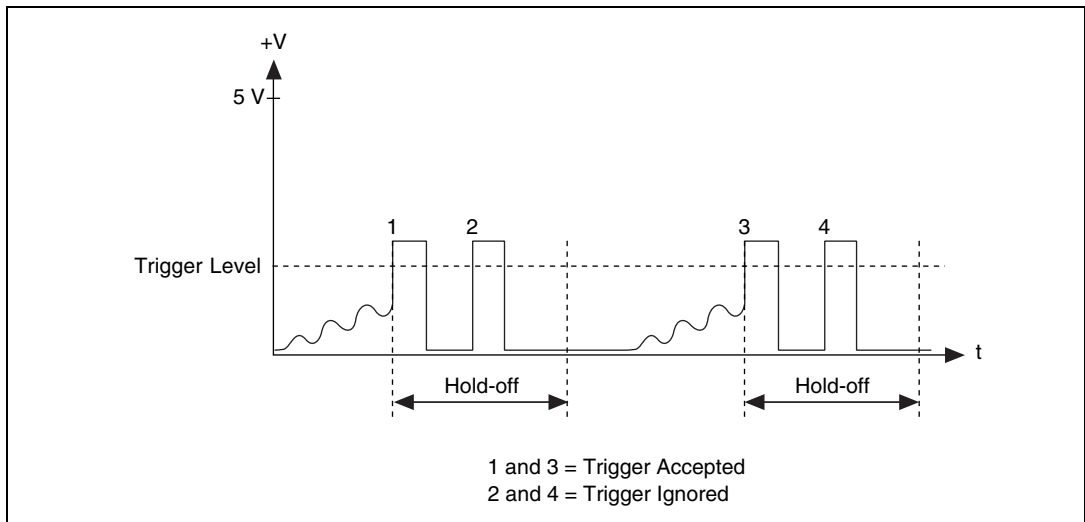 +V
5 V
1 2 3 4
Trigger Level
t
Hold-off Hold-off
1 and 3 = Trigger Accepted
2 and 4 = Trigger Ignored